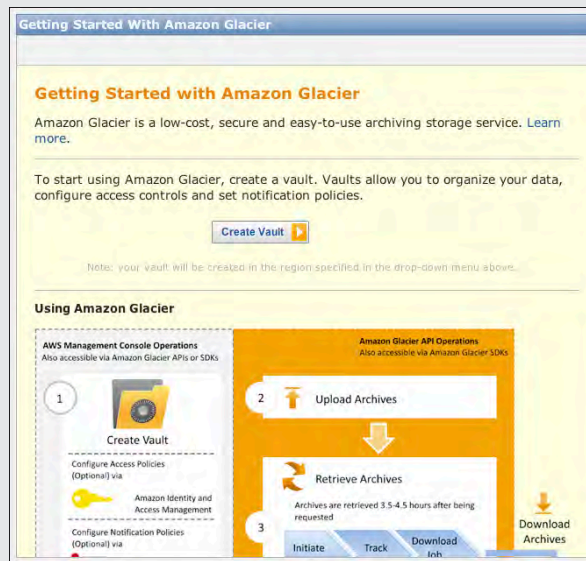 Getting Started With Amazon Glacier
Getting Started with Amazon Glacier
Amazon Glacier is a low-cost, secure and easy-to-use archiving storage service. Learn
more.
To start using Amazon Glacier, create a vault. Vaults allow you to organize your data,
configure access controls and set notification policies.
Create Vault
Note: your vault will be created in the region specified in the drop-down menu above.
Using Amazon Glacier
AWS Management Console Operations
Also accessible via Amazon Glacier APIs or SDKs
1
Create Vault
Configure Access Policies
(Optional) via
Amazon Identity and
Access Management
Configure Notification Policies
(Optional) via
Amazon Glacier API Operations
Also accessible via Amazon Glacier SDKs
2
Upload Archives
Retrieve Archives
Archives are retrieved 3.5-4.5 hours after being
requested
3
Initiate
Track
Download
Job
Download
Archives